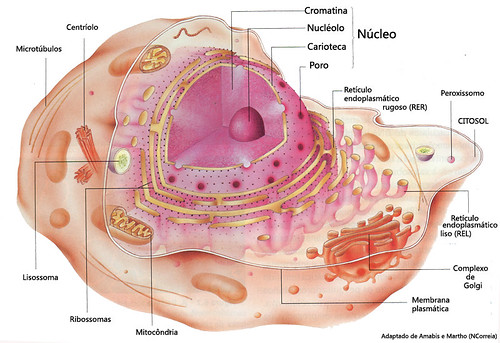 Cromatina
Nucléolo
Núcleo
Carioteca
Poro
Centríolo
Microtúbulos
Retículo
endoplasmático
rugoso (RER)
Peroxissomo
CITOSOL
Lisossoma
Ribossomas
Mitocôndria
Membrana
plasmática
Complexo
de
Golgi
Retículo
endoplasmático
liso (REL)
Adaptado de Amabis e Martho (NCorreia)